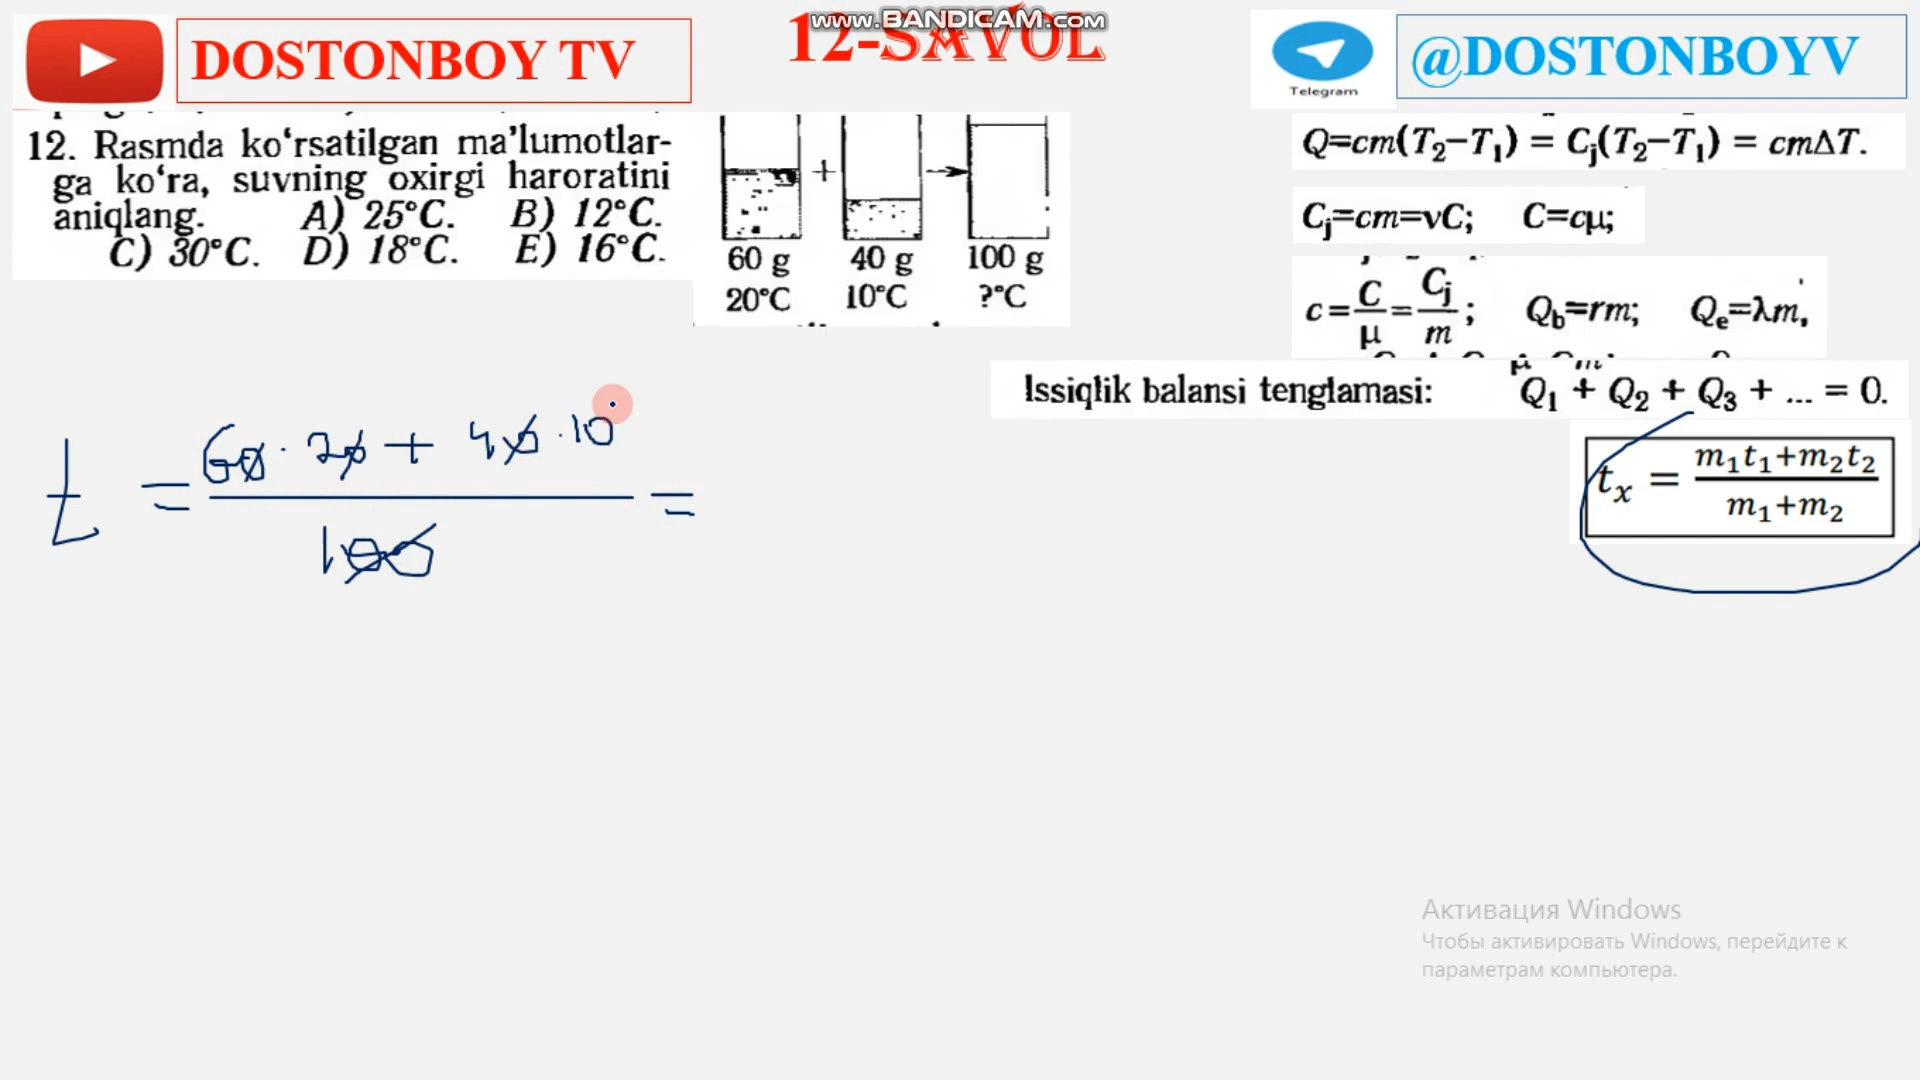 www.BANDICAM.com
DOSTONBOY TV
12-SAVOL
Telegram
@DOSTONBOYV
12. Rasmda ko‘rsatilgan ma’lumotlar-
ga ko‘ra, suvning oxirgi haroratini
aniqlang. A) 25°C. B) 12°C.
C) 30°C. D) 18°C. E) 16°C.
+ →
60 g 40 g 100 g
20°C 10°C ?°C
Q=cm(T₂−T₁) = Cⱼ(T₂−T₁) = cmΔT.
Cⱼ=cm=νC; C=cμ;
c=C/μ=Cⱼ/m; Q_b=rm; Q_e=λm,
Issiqlik balansi tenglamasi: Q₁ + Q₂ + Q₃ + ... = 0.
tₓ = (m₁t₁+m₂t₂)/(m₁+m₂)
t = (60 · 20 + 40 · 10)/100 =
Активация Windows
Чтобы активировать Windows, перейдите к
параметрам компьютера.